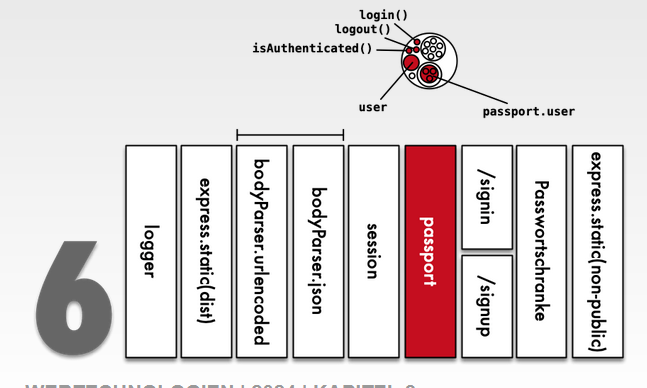 login()
logout()
isAuthenticated()
user
passport.user
6
logger
express.static(dist)
bodyParser.urlencoded
bodyParser.json
session
passport
/signin
/signup
Passwortschranke
express.static(non-public)